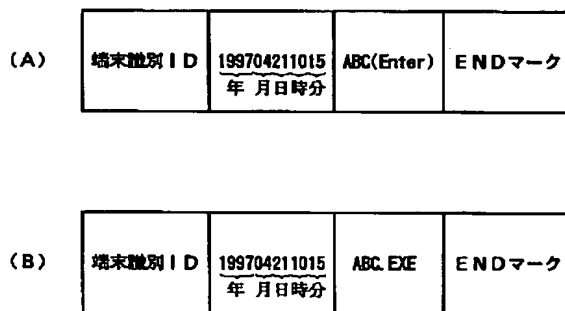 (A) 端末識別ID 199704211015 ABC(Enter) ENDマーク
年 月日時分
(B) 端末識別ID 199704211015 ABC.EXE ENDマーク
年 月日時分